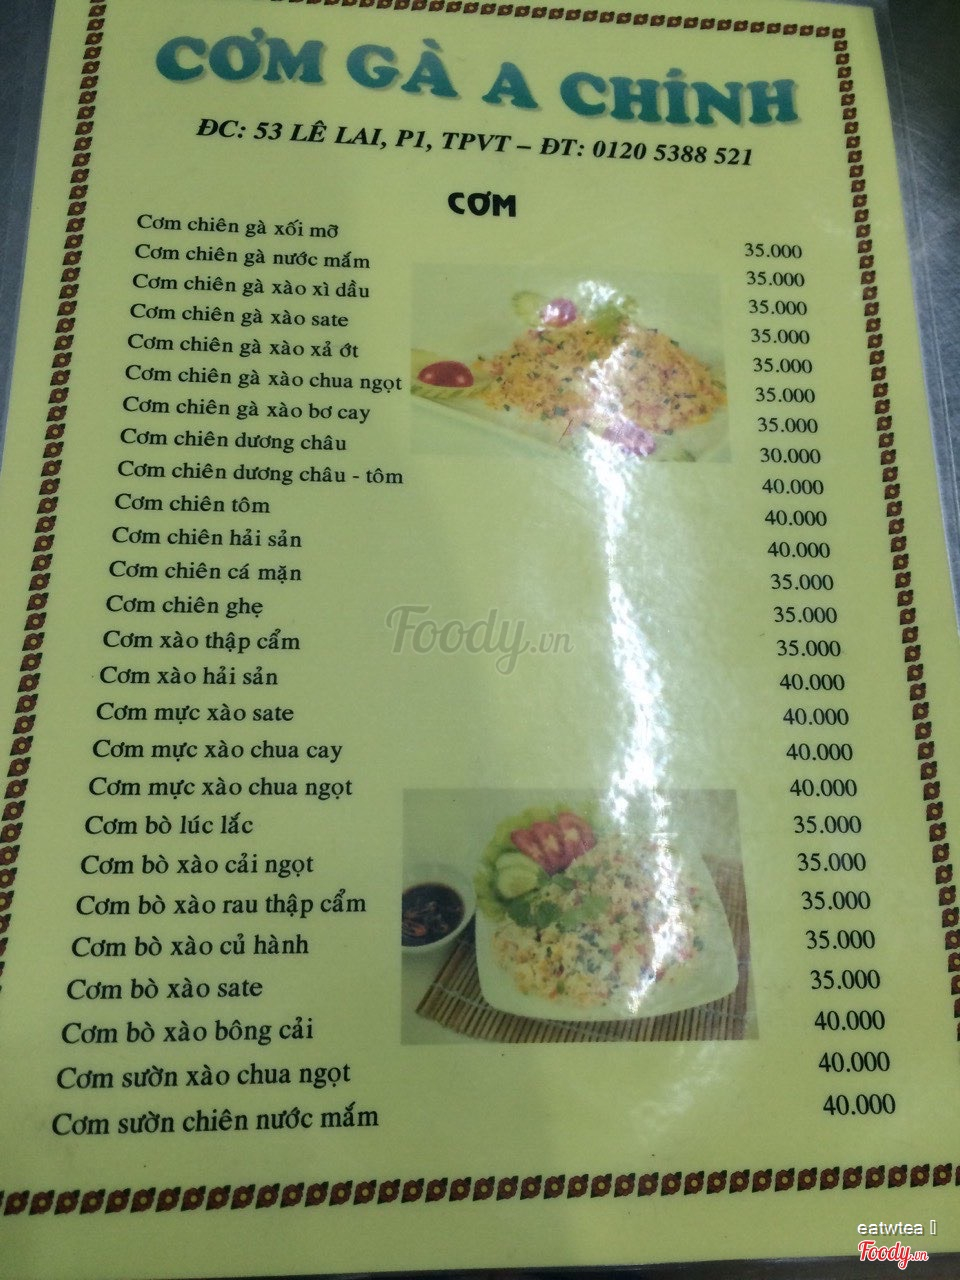 CƠM GÀ A CHÍNH
ĐC: 53 LÊ LAI, P1, TPVT – ĐT: 0120 5388 521
CƠM
Cơm chiên gà xối mỡ 35.000
Cơm chiên gà nước mắm 35.000
Cơm chiên gà xào xì dầu 35.000
Cơm chiên gà xào sate 35.000
Cơm chiên gà xào xả ớt 35.000
Cơm chiên gà xào chua ngọt 35.000
Cơm chiên gà xào bơ cay 35.000
Cơm chiên dương châu 30.000
Cơm chiên dương châu - tôm 40.000
Cơm chiên tôm 40.000
Cơm chiên hải sản 40.000
Cơm chiên cá mặn 35.000
Cơm chiên ghẹ 35.000
Cơm xào thập cẩm 35.000
Cơm xào hải sản 40.000
Cơm mực xào sate 40.000
Cơm mực xào chua cay 40.000
Cơm mực xào chua ngọt 40.000
Cơm bò lúc lắc 35.000
Cơm bò xào cải ngọt 35.000
Cơm bò xào rau thập cẩm 35.000
Cơm bò xào củ hành 35.000
Cơm bò xào sate 35.000
Cơm bò xào bông cải 40.000
Cơm sườn xào chua ngọt 40.000
Cơm sườn chiên nước mắm 40.000
Foody.vn
eatwtea
Foody.vn